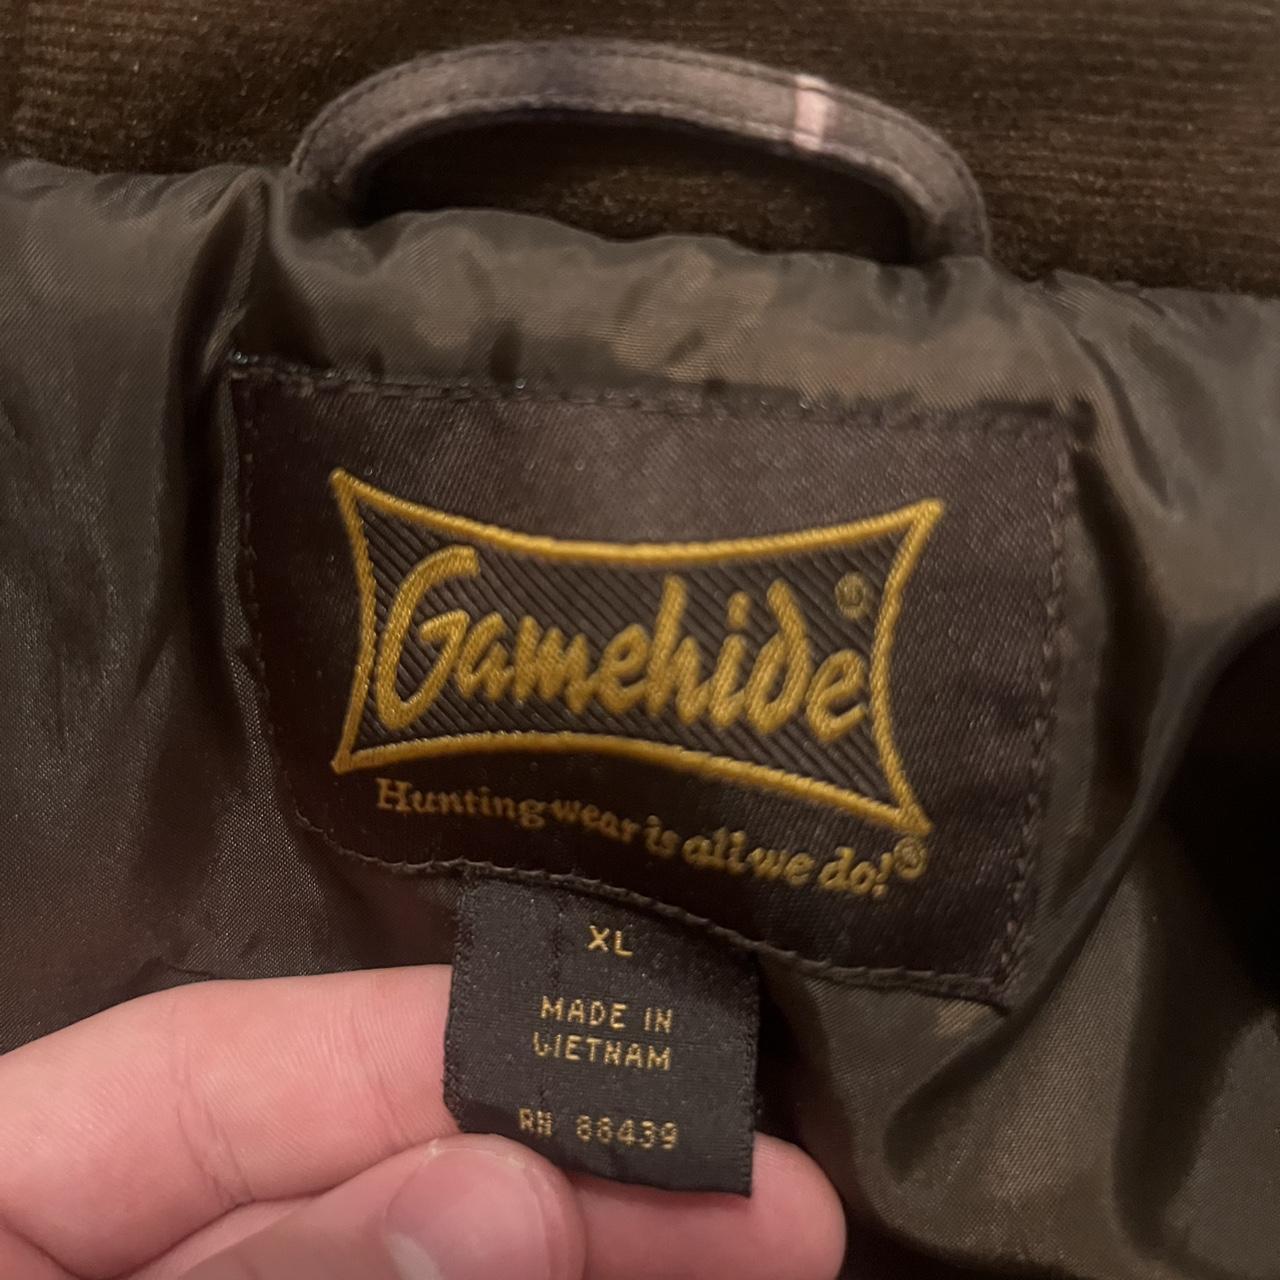 Gamehide®
Hunting wear is all we do!®
XL
MADE IN
VIETNAM
RN 88439